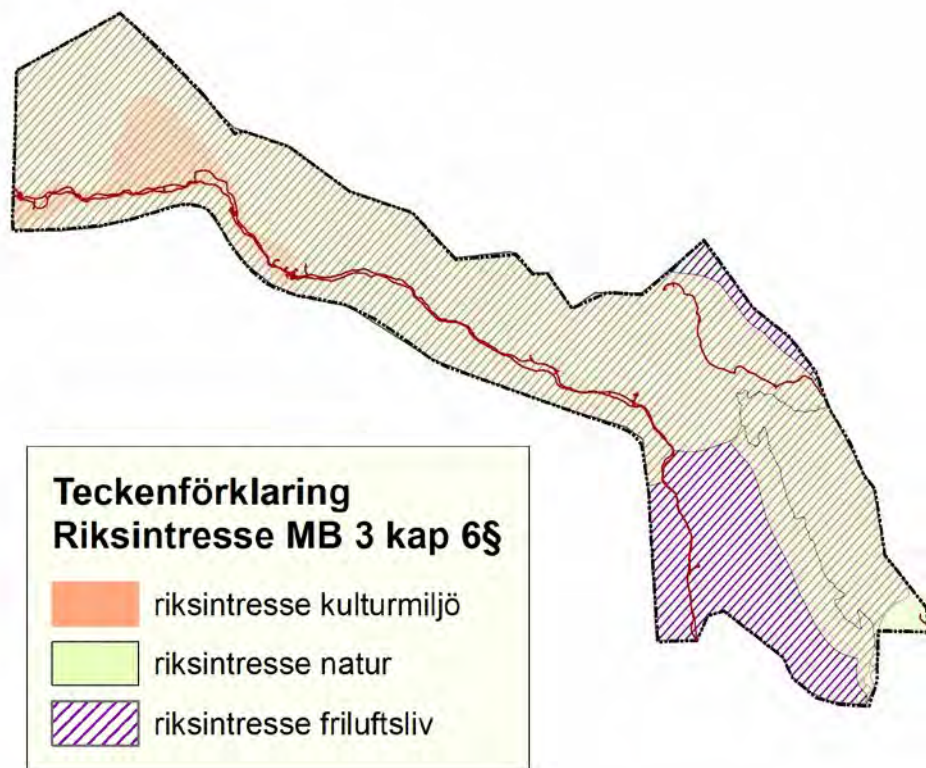 Teckenförklaring
Riksintresse MB 3 kap 6§
riksintresse kulturmiljö
riksintresse natur
riksintresse friluftsliv